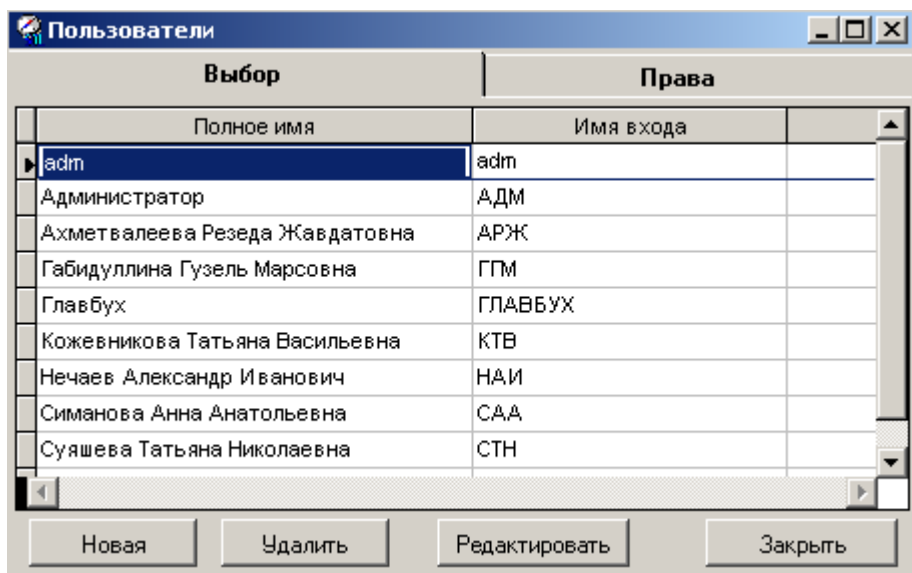 Пользователи
Выбор Права
Полное имя Имя входа
adm adm
Администратор АДМ
Ахметвалеева Резеда Жавдатовна АРЖ
Габидуллина Гузель Марсовна ГГМ
Главбух ГЛАВБУХ
Кожевникова Татьяна Васильевна КТВ
Нечаев Александр Иванович НАИ
Симанова Анна Анатольевна САА
Суяшева Татьяна Николаевна СТН
Новая Удалить Редактировать Закрыть